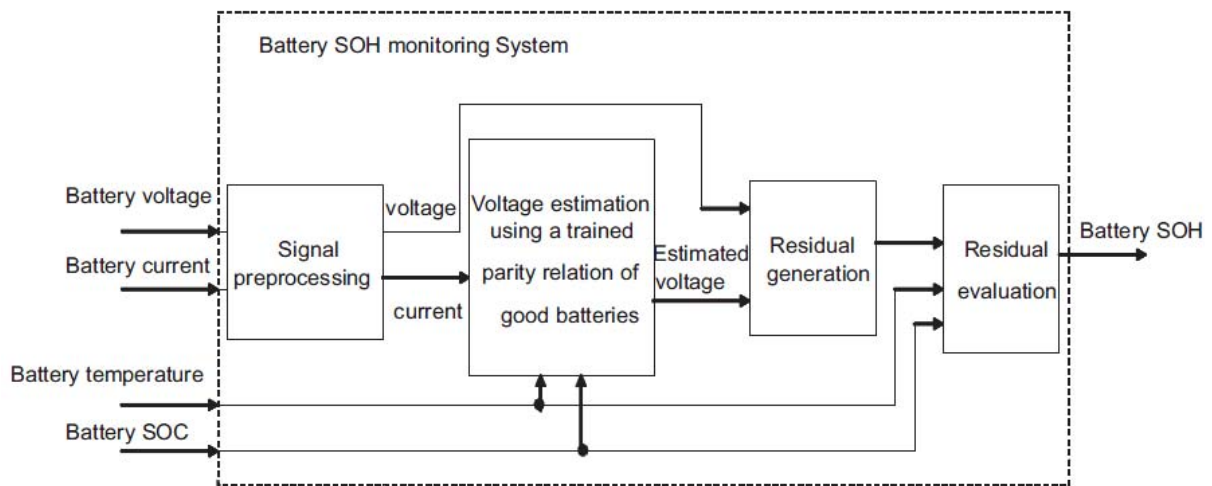 Battery SOH monitoring System
Battery voltage
Battery current
Signal
preprocessing
voltage
current
Voltage estimation
using a trained
parity relation of
good batteries
Estimated
voltage
Residual
generation
Residual
evaluation
Battery SOH
Battery temperature
Battery SOC